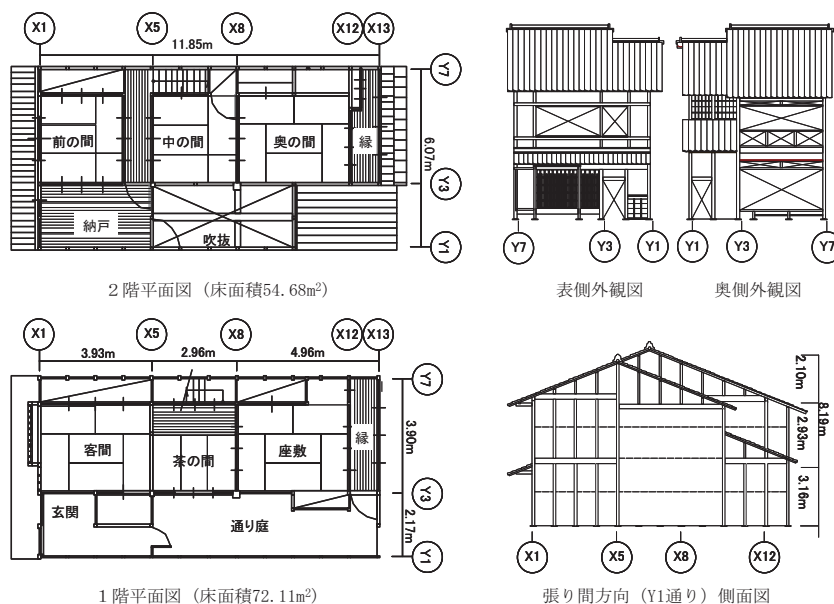 X1
X5
X8
X12
X13
11.85m
Y7
Y3
Y1
6.07m
前の間
中の間
奥の間
縁
納戸
吹抜
2階平面図（床面積54.68m²）
Y7
Y3
Y1
Y1
Y3
Y7
表側外観図
奥側外観図
X1
X5
X8
X12
X13
3.93m
2.96m
4.96m
Y7
Y3
Y1
3.90m
2.17m
客間
茶の間
座敷
縁
玄関
通り庭
1階平面図（床面積72.11m²）
2.10m
2.93m
3.16m
8.19m
X1
X5
X8
X12
張り間方向（Y1通り）側面図